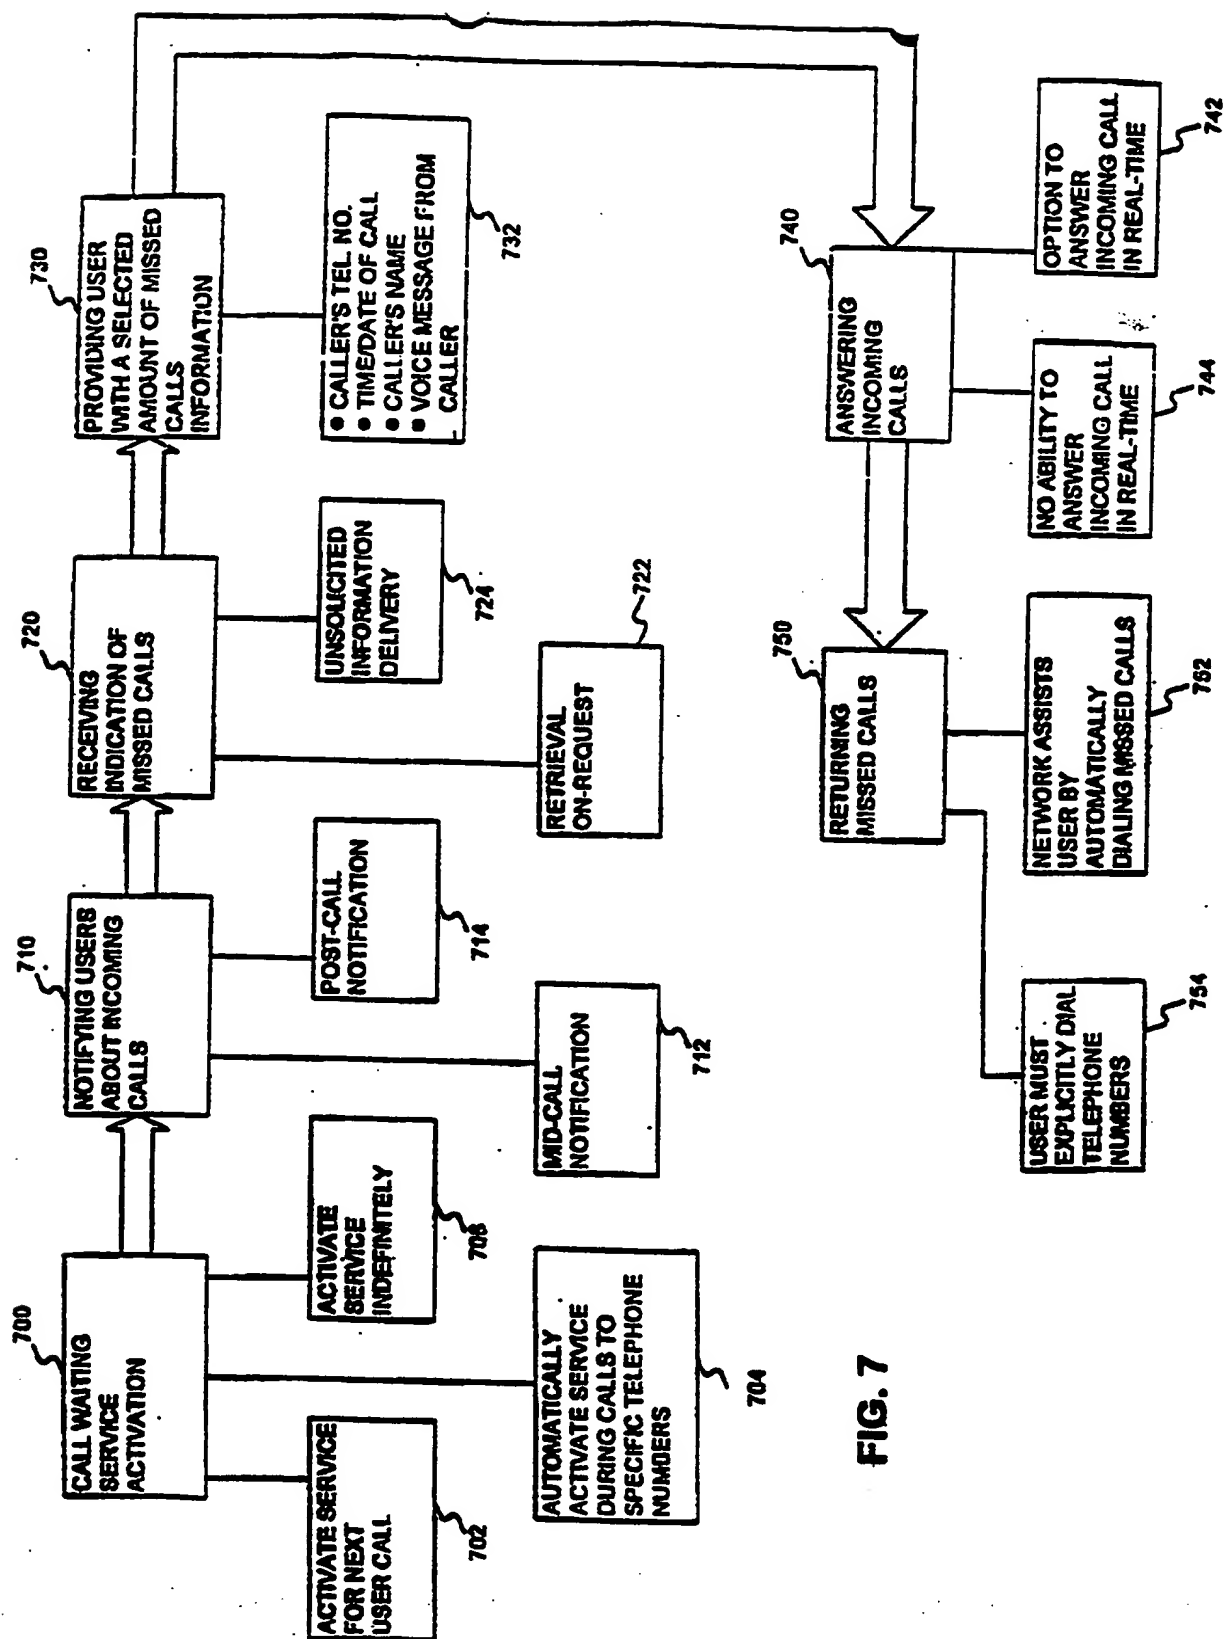 700
CALL WAITING
SERVICE
ACTIVATION
ACTIVATE SERVICE
FOR NEXT
USER CALL
702
AUTOMATICALLY
ACTIVATE SERVICE
DURING CALLS TO
SPECIFIC TELEPHONE
NUMBERS
704
ACTIVATE
SERVICE
INDEFINITELY
706
710
NOTIFYING USERS
ABOUT INCOMING
CALLS
MID-CALL
NOTIFICATION
712
POST-CALL
NOTIFICATION
714
720
RECEIVING
INDICATION OF
MISSED CALLS
RETRIEVAL
ON-REQUEST
722
UNSOLICITED
INFORMATION
DELIVERY
724
730
PROVIDING USER
WITH A SELECTED
AMOUNT OF MISSED
CALLS
INFORMATION
• CALLER'S TEL. NO.
• TIME/DATE OF CALL
• CALLER'S NAME
• VOICE MESSAGE FROM
CALLER
732
740
ANSWERING
INCOMING
CALLS
OPTION TO
ANSWER
INCOMING CALL
IN REAL-TIME
742
NO ABILITY TO
ANSWER
INCOMING CALL
IN REAL-TIME
744
750
RETURNING
MISSED CALLS
NETWORK ASSISTS
USER BY
AUTOMATICALLY
DIALING MISSED CALLS
752
USER MUST
EXPLICITLY DIAL
TELEPHONE
NUMBERS
754
FIG. 7